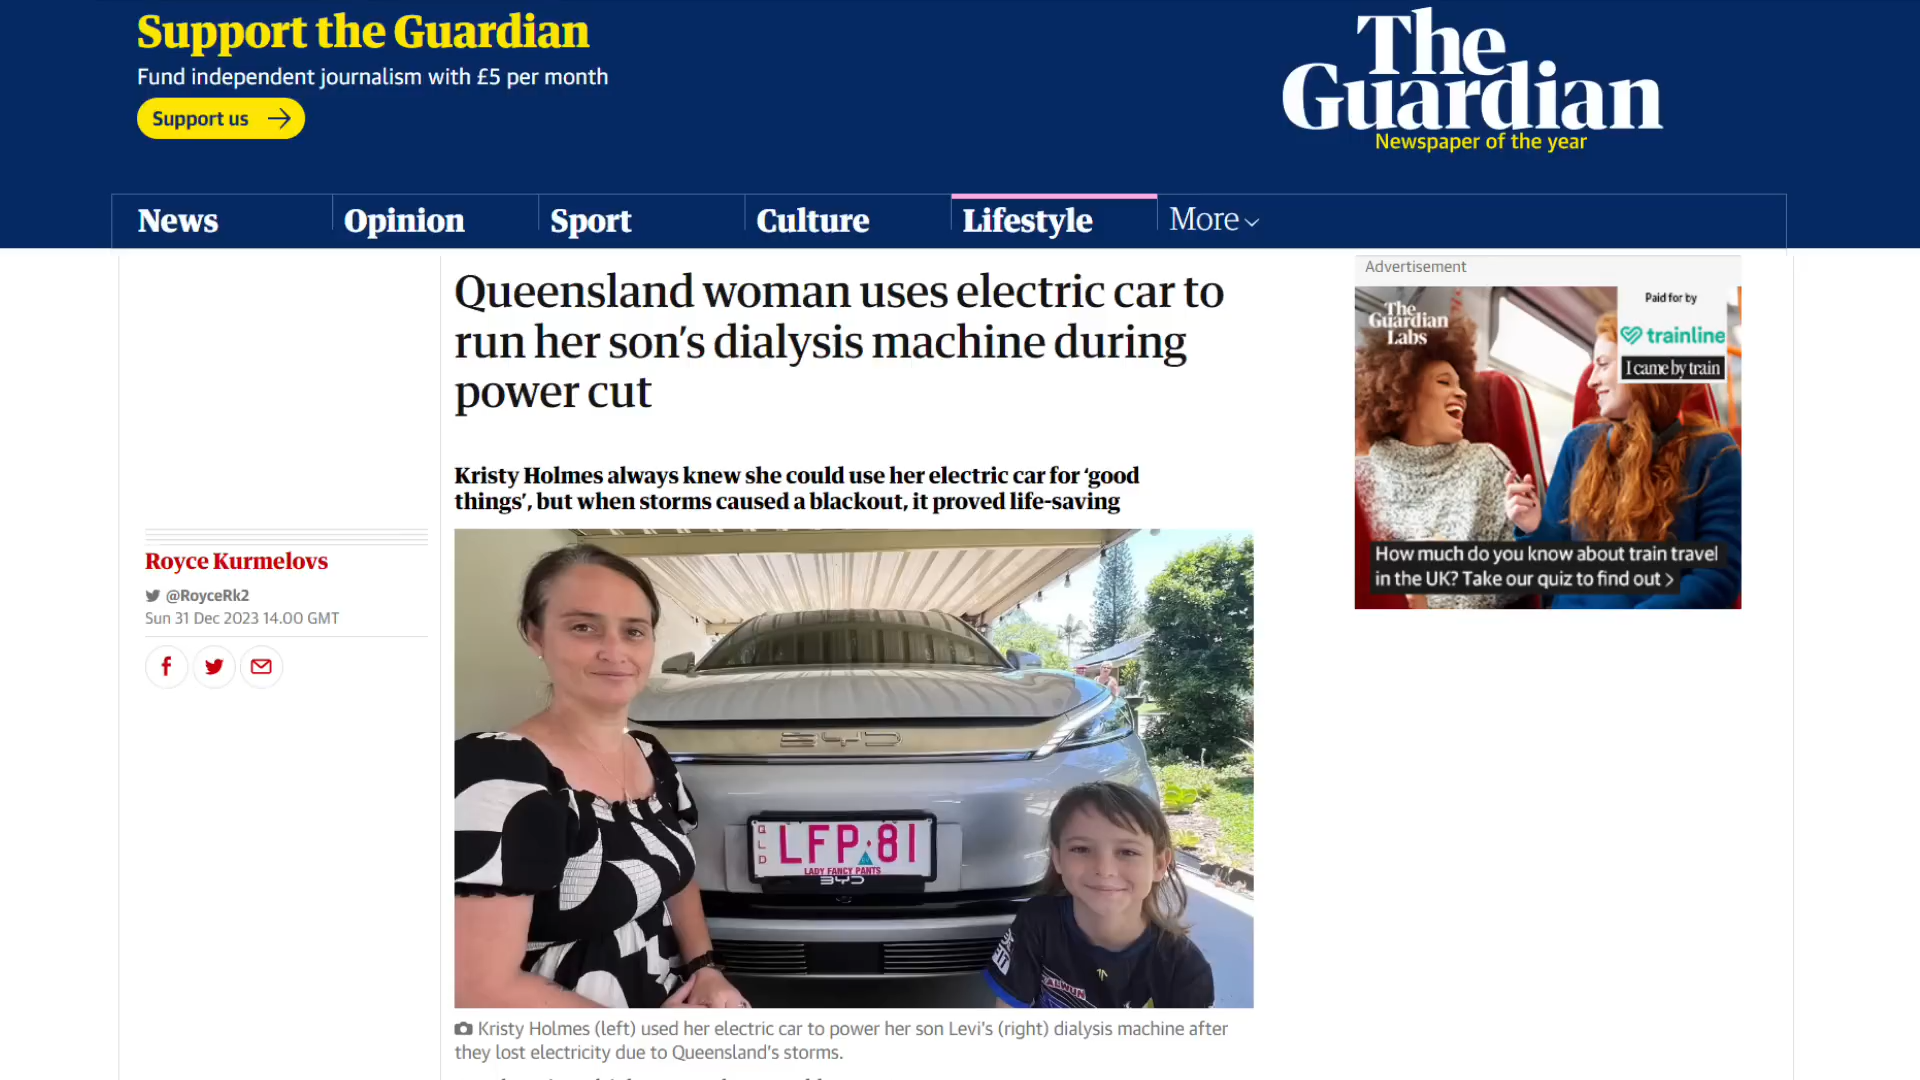 Support the Guardian
Fund independent journalism with £5 per month
Support us
The
Guardian
Newspaper of the year
News
Opinion
Sport
Culture
Lifestyle
More
Queensland woman uses electric car to
run her son’s dialysis machine during
power cut
Kristy Holmes always knew she could use her electric car for ‘good
things’, but when storms caused a blackout, it proved life-saving
Royce Kurmelovs
@RoyceRk2
Sun 31 Dec 2023 14.00 GMT
BYD
QLD
LFP 81
LADY FANCY PANTS
BYD
Kristy Holmes (left) used her electric car to power her son Levi’s (right) dialysis machine after
they lost electricity due to Queensland’s storms.
Advertisement
The
Guardian
Labs
Paid for by
trainline
I came by train
How much do you know about train travel
in the UK? Take our quiz to find out >